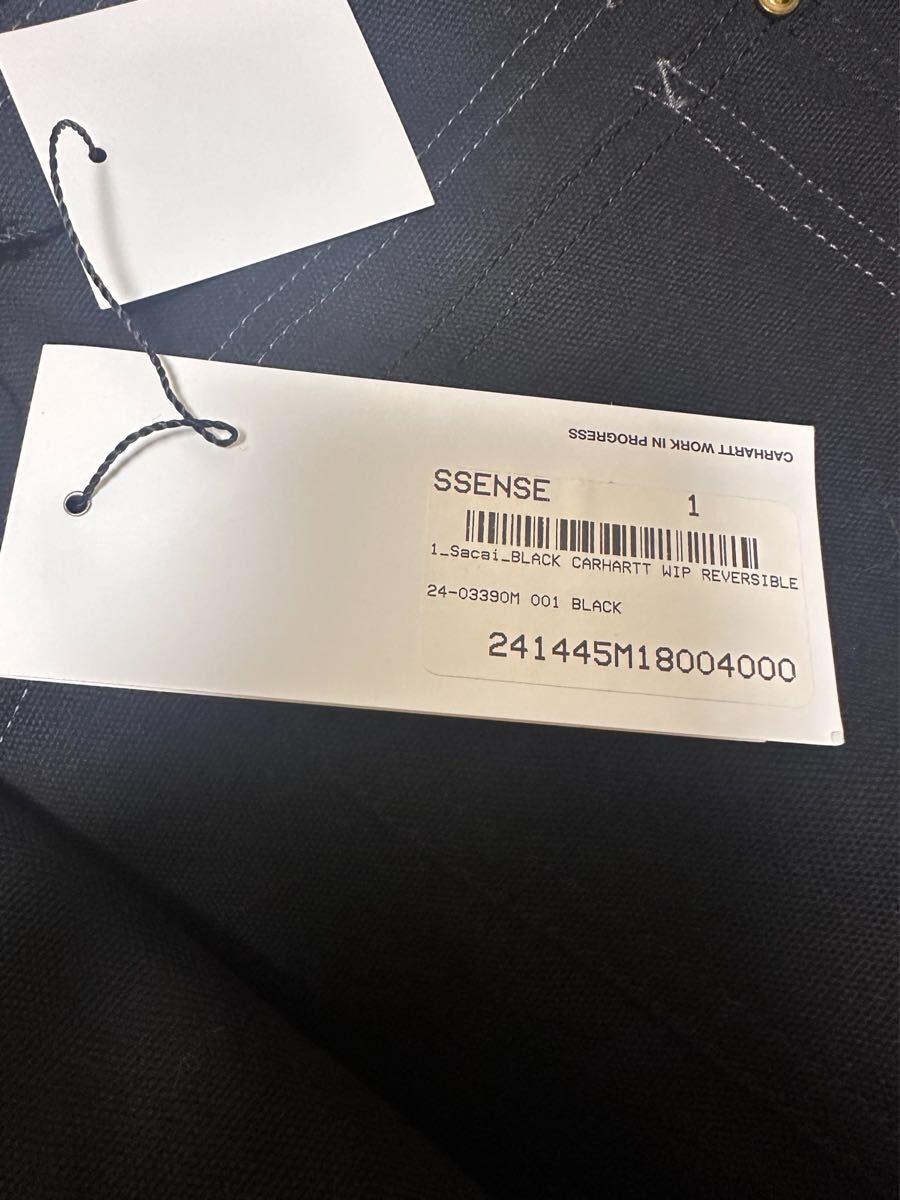 CARHARTT WORK IN PROGRESS
SSENSE 1
1_Sacai_BLACK CARHARTT WIP REVERSIBLE
24-03390M 001 BLACK
241445M18004000